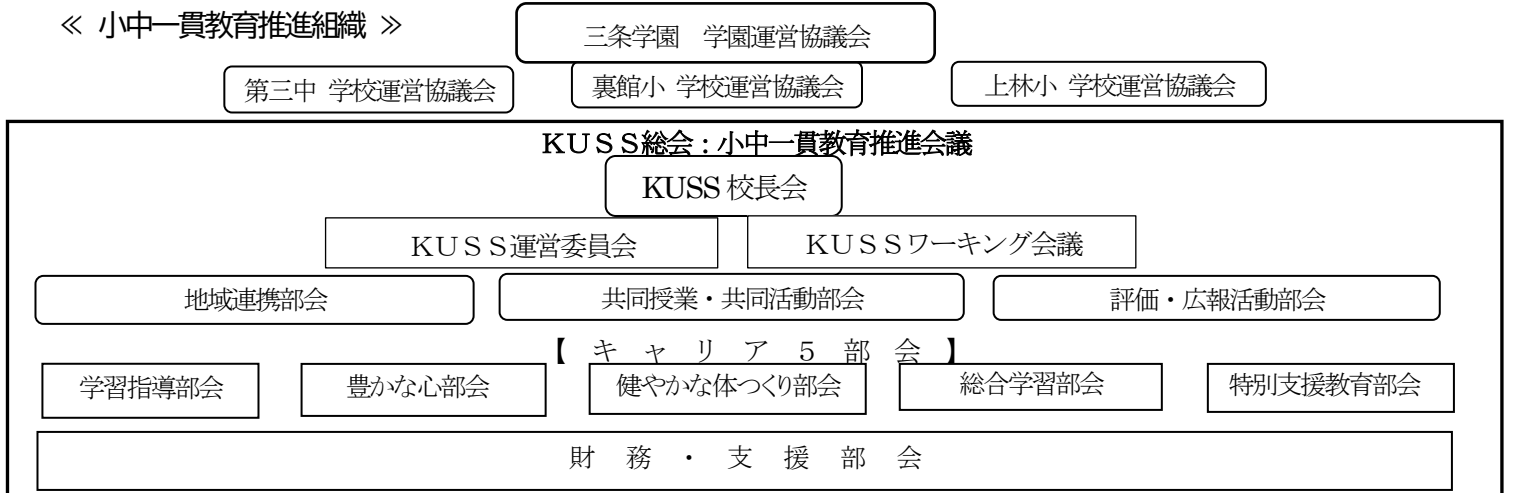 ≪ 小中一貫教育推進組織 ≫
三条学園　学園運営協議会
第三中 学校運営協議会 裏館小 学校運営協議会 上林小 学校運営協議会
ＫＵＳＳ総会：小中一貫教育推進会議
KUSS 校長会
ＫＵＳＳ運営委員会 ＫＵＳＳワーキング会議
地域連携部会 共同授業・共同活動部会 評価・広報活動部会
【 キ ャ リ ア ５ 部 会 】
学習指導部会 豊かな心部会 健やかな体つくり部会 総合学習部会 特別支援教育部会
財 務 ・ 支 援 部 会